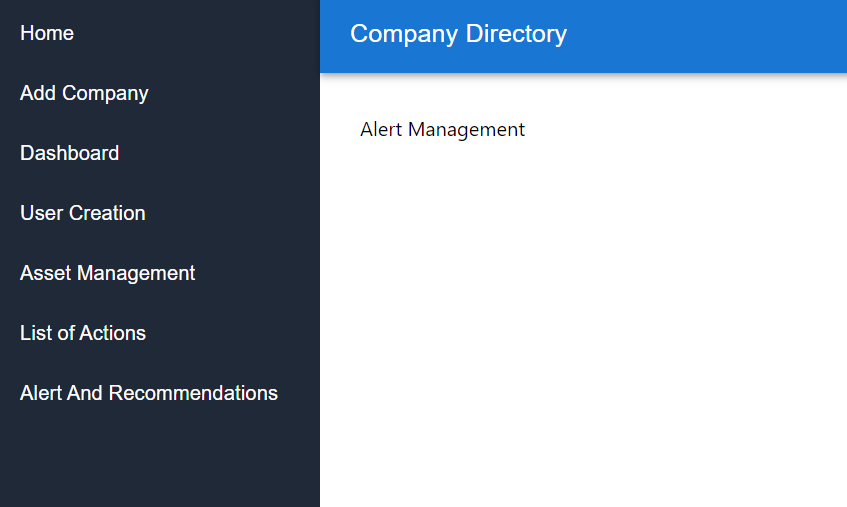 Home
Add Company
Dashboard
User Creation
Asset Management
List of Actions
Alert And Recommendations
Company Directory
Alert Management